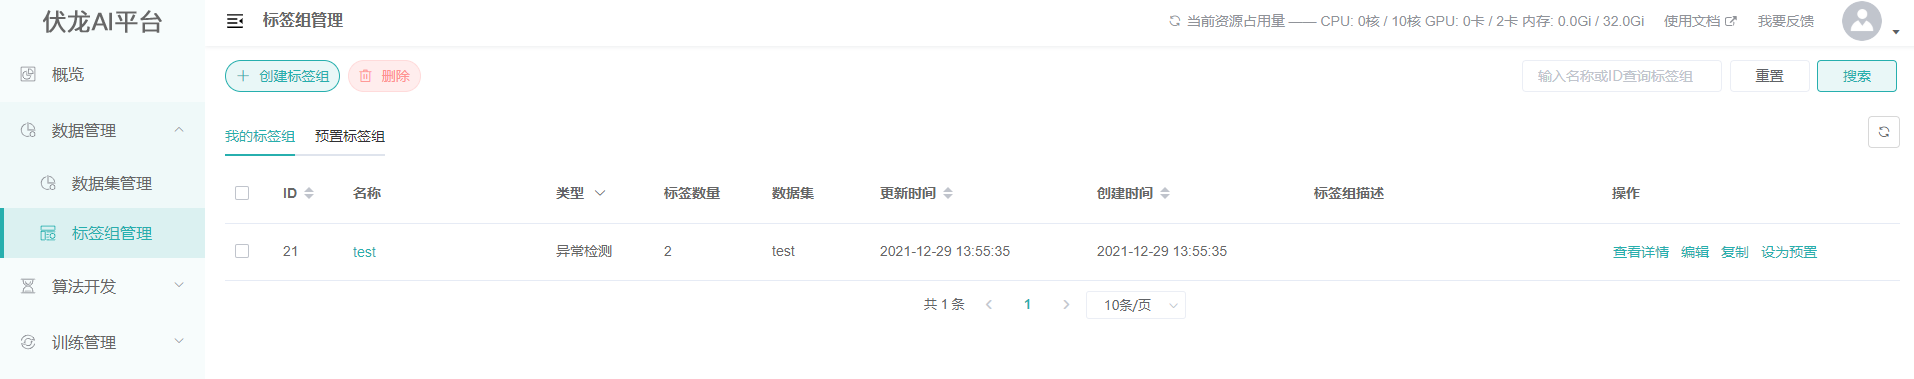 伏龙AI平台
标签组管理
当前资源占用量 —— CPU: 0核 / 10核 GPU: 0卡 / 2卡 内存: 0.0Gi / 32.0Gi
使用文档
我要反馈
概览
数据管理
数据集管理
标签组管理
算法开发
训练管理
创建标签组
删除
输入名称或ID查询标签组
重置
搜索
我的标签组 预置标签组
ID 名称 类型 标签数量 数据集 更新时间 创建时间 标签组描述 操作
21 test 异常检测 2 test 2021-12-29 13:55:35 2021-12-29 13:55:35 查看详情 编辑 复制 设为预置
共 1 条 1 10条/页